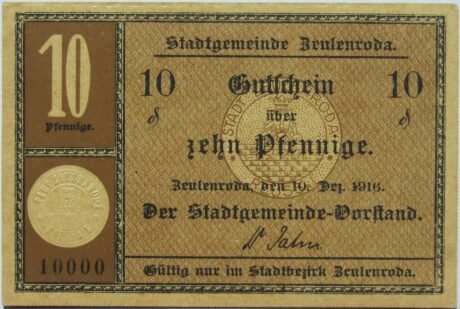 Stadtgemeinde Zeulenroda.
10
Pfennige.
10 Gutschein 10
₰ über ₰
zehn Pfennige.
Zeulenroda, den 10. Dez. 1916.
Der Stadtgemeinde-Vorstand.
10000
Gültig nur im Stadtbezirk Zeulenroda.